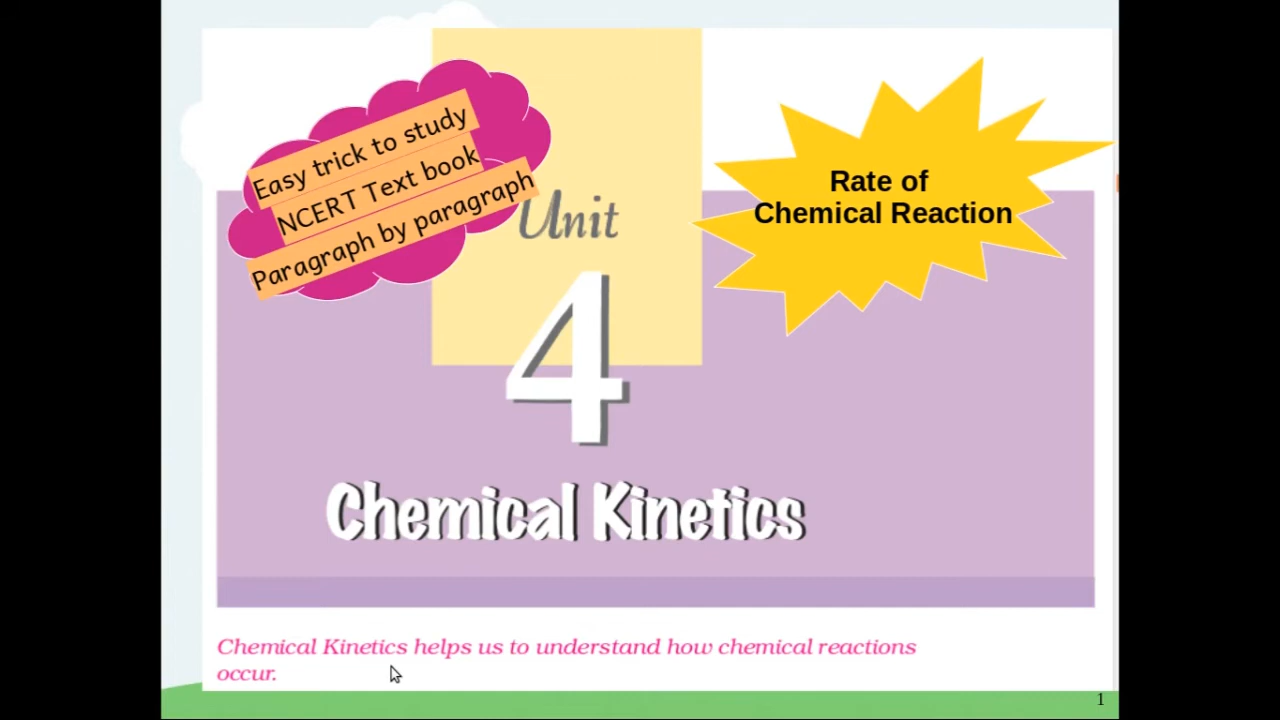 Easy trick to study
NCERT Text book
Paragraph by paragraph
Rate of
Chemical Reaction
Unit
4
Chemical Kinetics
Chemical Kinetics helps us to understand how chemical reactions
occur.
1